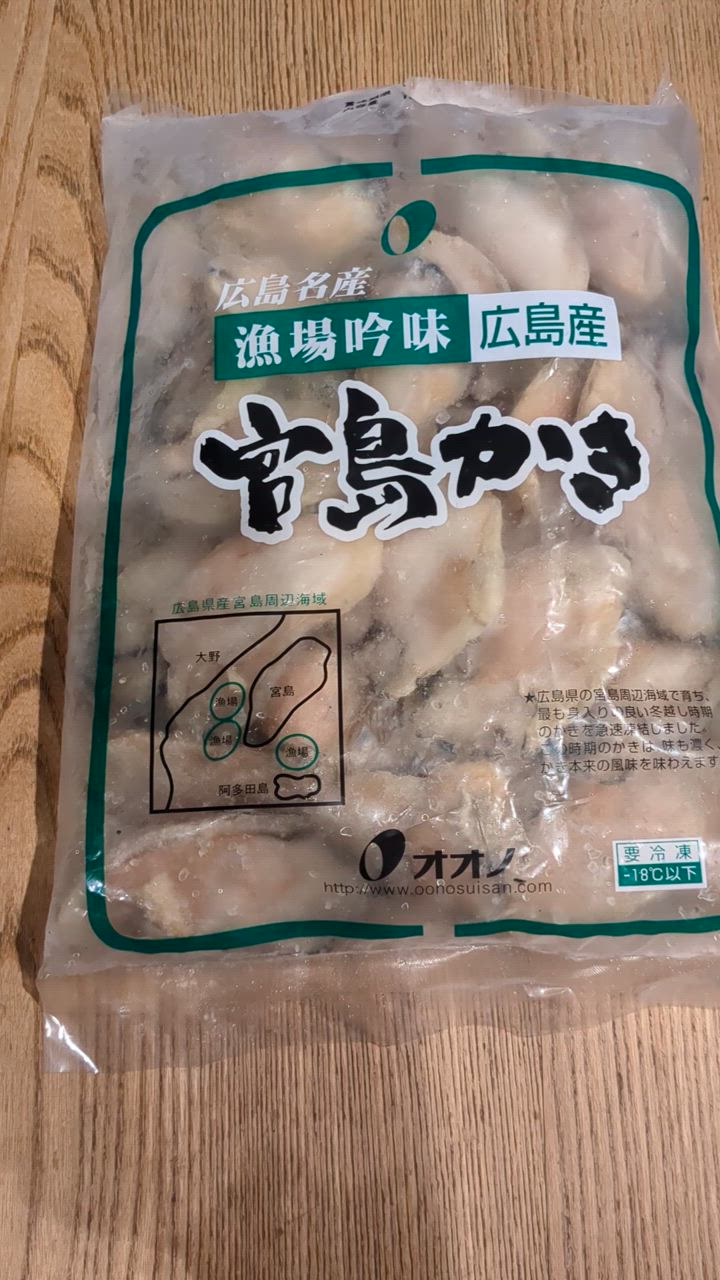 広島名産
漁場吟味 広島産
宮島かき
広島県産宮島周辺海域
大野
宮島
漁場
漁場
漁場
阿多田島
★広島県の宮島周辺海域で育ち、
最も身入りの良い冬越し時期
のかきを急速凍結しました。
この時期のかきは、味も濃く、
かき本来の風味を味わえます
オオノ
http://www.oonosuisan.com
要冷凍
-18℃以下